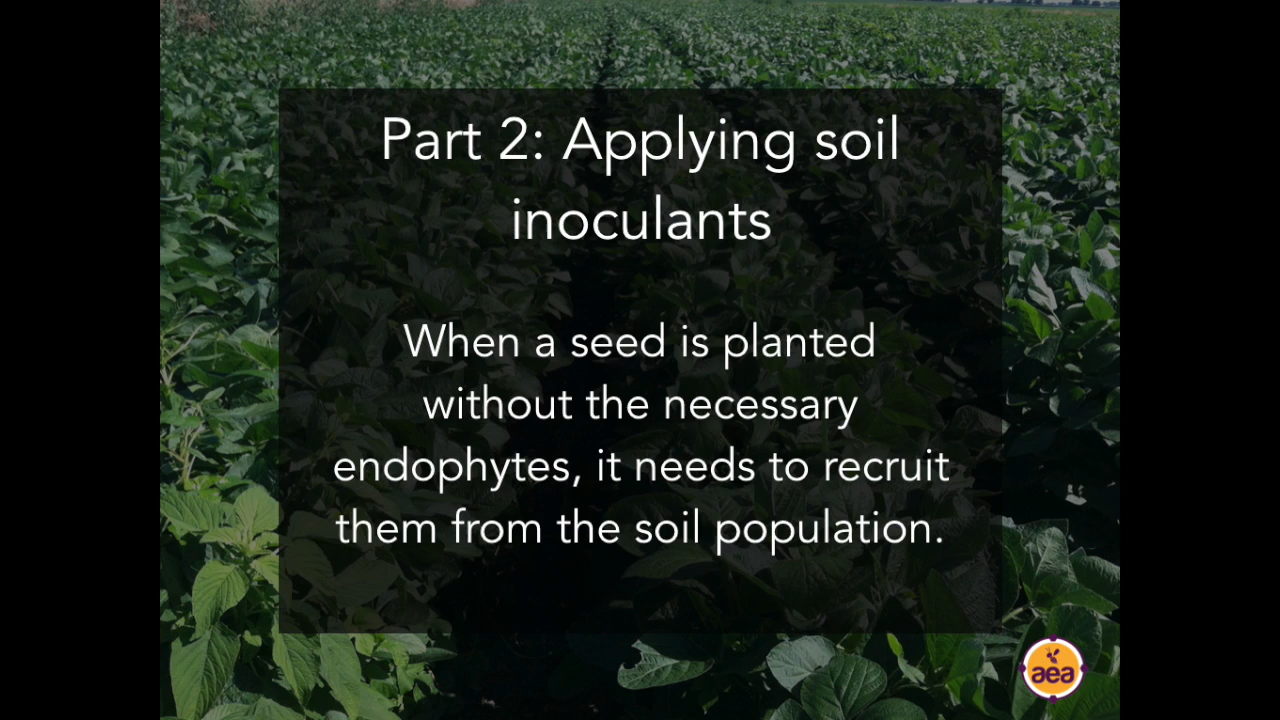 Part 2: Applying soil
inoculants
When a seed is planted
without the necessary
endophytes, it needs to recruit
them from the soil population.
aea